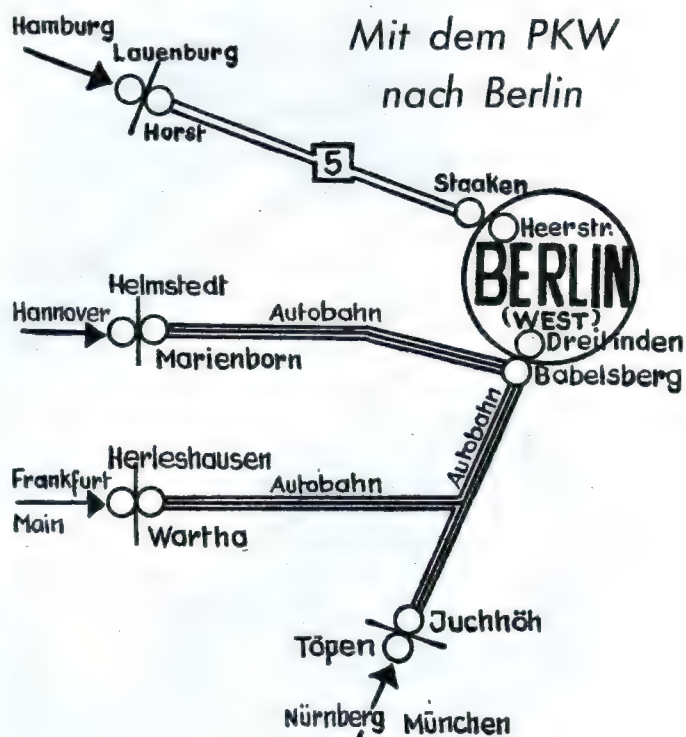 Mit dem PKW
nach Berlin
Hamburg
Lauenburg
Horst
5
Staaken
Heerstr.
BERLIN
(WEST)
Dreilinden
Babelsberg
Helmstedt
Hannover
Autobahn
Marienborn
Autobahn
Herleshausen
Frankfurt
Main
Autobahn
Wartha
Juchhöh
Töpen
Nürnberg München